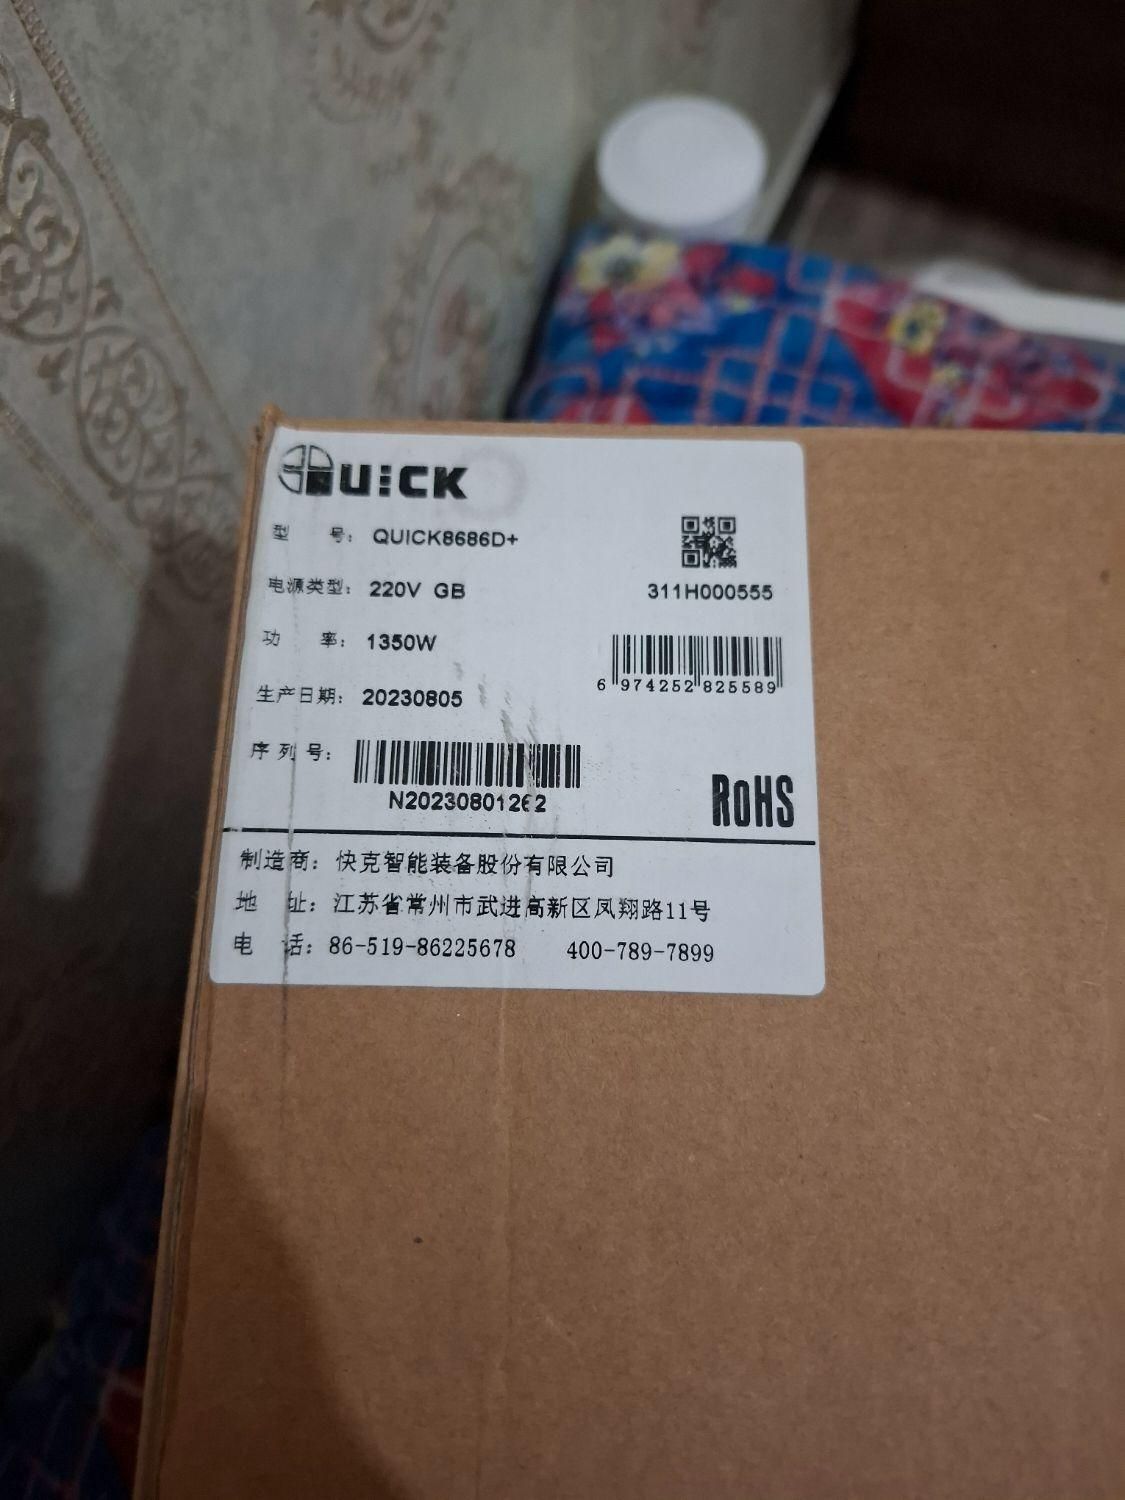 QUICK
型 号： QUICK8686D+
电源类型： 220V GB
311H000555
功 率： 1350W
6 974252 825589
生产日期： 20230805
序列号：
N20230801262
RoHS
制造商： 快克智能装备股份有限公司
地 址： 江苏省常州市武进高新区凤翔路11号
电 话： 86-519-86225678 400-789-7899